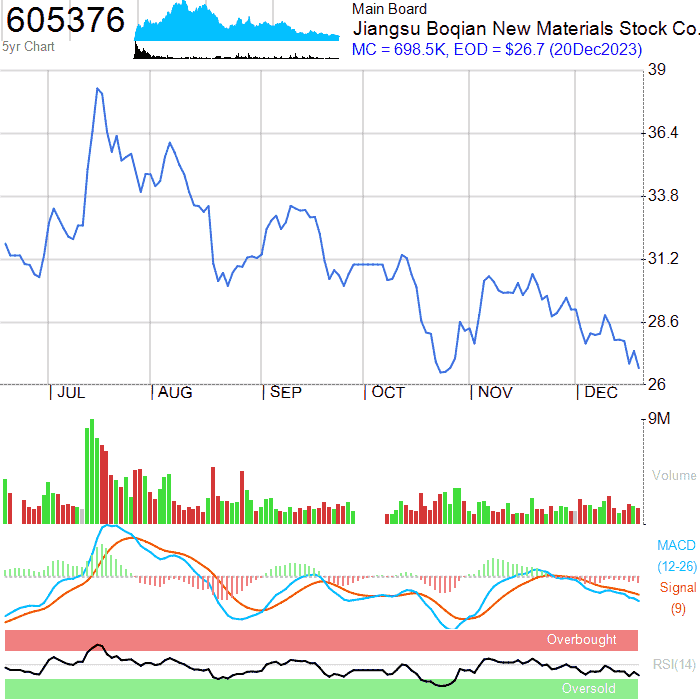 605376
5yr Chart
Main Board
Jiangsu Boqian New Materials Stock Co.
MC = 698.5K, EOD = $26.7 (20Dec2023)
39
36.4
33.8
31.2
28.6
26
JUL AUG SEP OCT NOV DEC
9M
Volume
MACD
(12-26)
Signal
(9)
Overbought
RSI(14)
Oversold